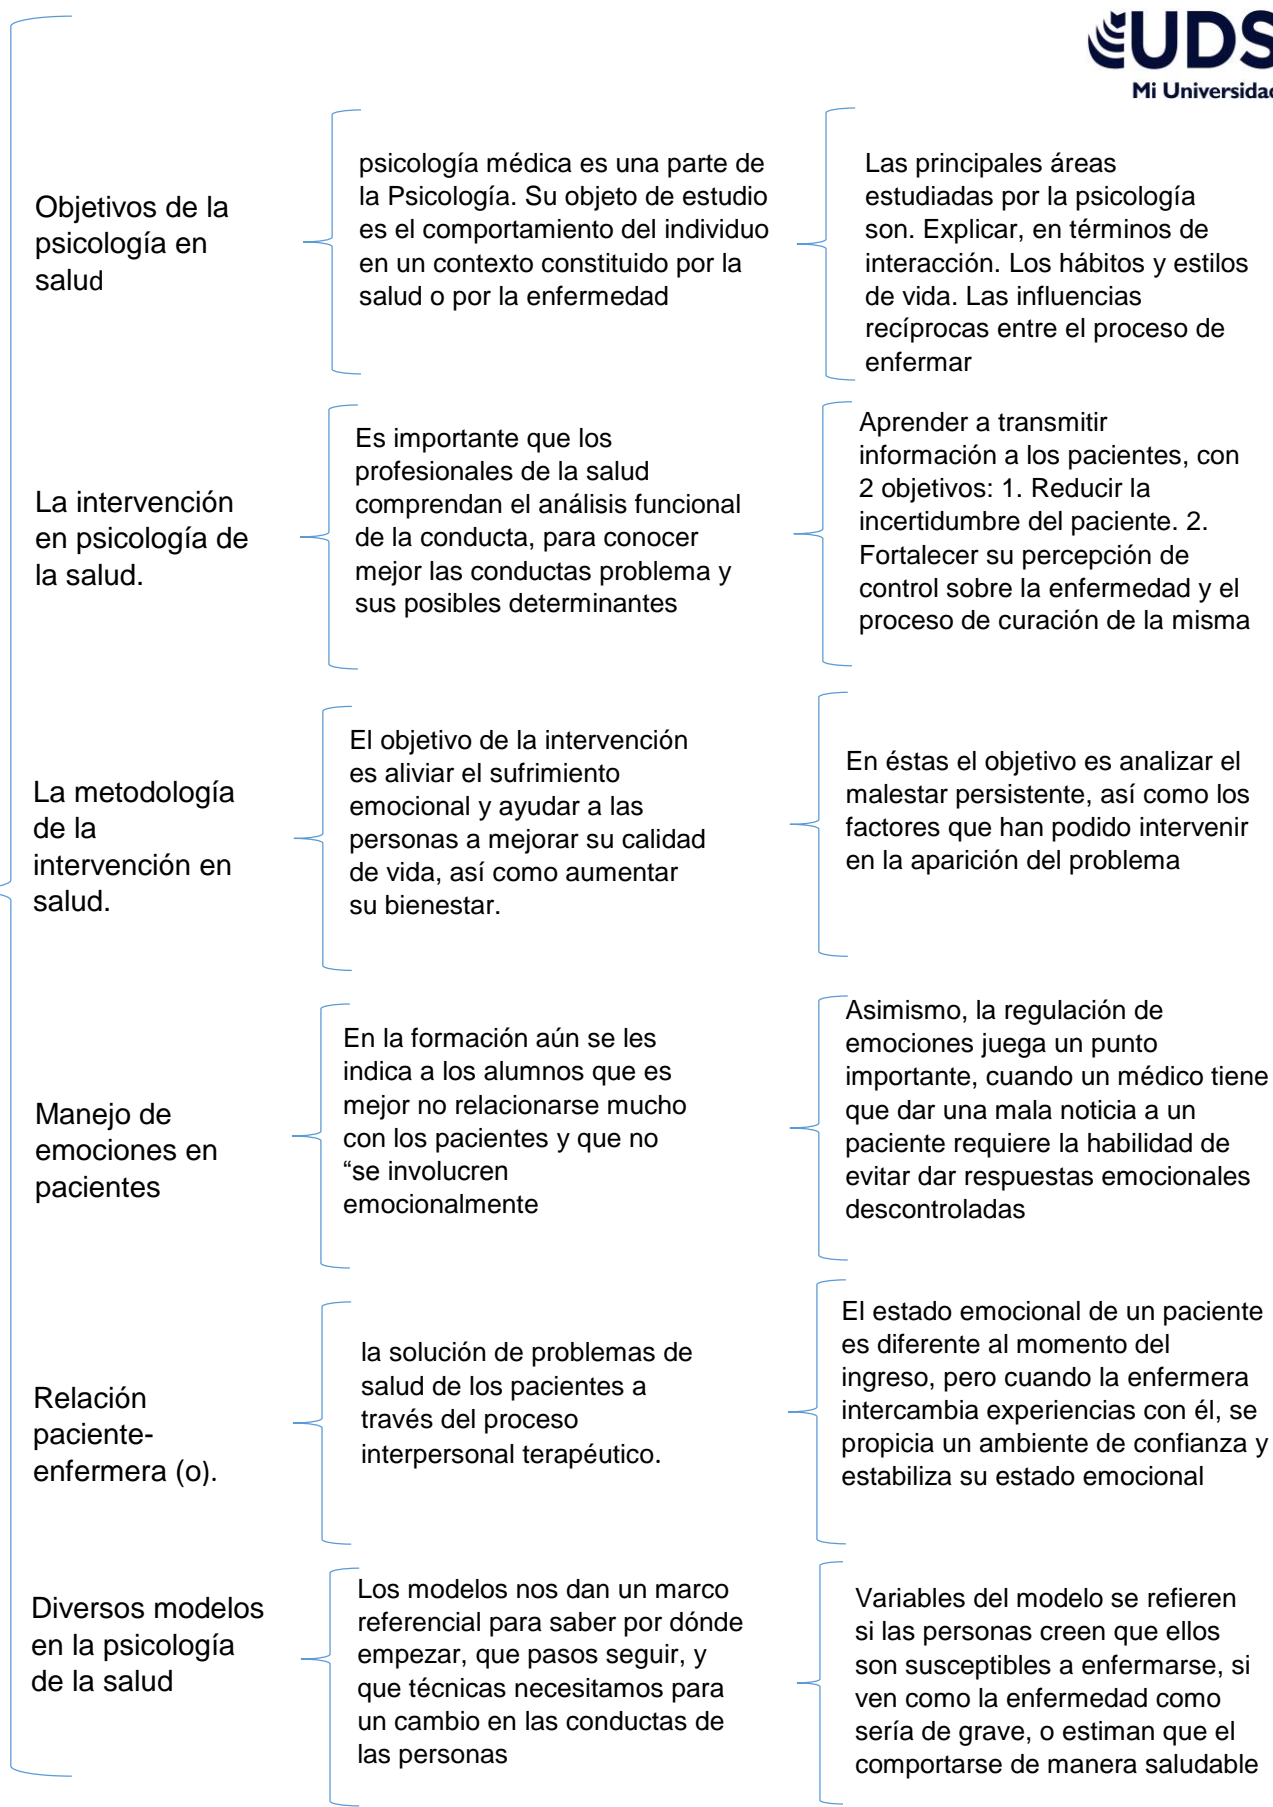 UDS
Mi Universidad
Objetivos de la
psicología en
salud
psicología médica es una parte de
la Psicología. Su objeto de estudio
es el comportamiento del individuo
en un contexto constituido por la
salud o por la enfermedad
Las principales áreas
estudiadas por la psicología
son. Explicar, en términos de
interacción. Los hábitos y estilos
de vida. Las influencias
recíprocas entre el proceso de
enfermar
La intervención
en psicología de
la salud.
Es importante que los
profesionales de la salud
comprendan el análisis funcional
de la conducta, para conocer
mejor las conductas problema y
sus posibles determinantes
Aprender a transmitir
información a los pacientes, con
2 objetivos: 1. Reducir la
incertidumbre del paciente. 2.
Fortalecer su percepción de
control sobre la enfermedad y el
proceso de curación de la misma
La metodología
de la
intervención en
salud.
El objetivo de la intervención
es aliviar el sufrimiento
emocional y ayudar a las
personas a mejorar su calidad
de vida, así como aumentar
su bienestar.
En éstas el objetivo es analizar el
malestar persistente, así como los
factores que han podido intervenir
en la aparición del problema
Manejo de
emociones en
pacientes
En la formación aún se les
indica a los alumnos que es
mejor no relacionarse mucho
con los pacientes y que no
“se involucren
emocionalmente
Asimismo, la regulación de
emociones juega un punto
importante, cuando un médico tiene
que dar una mala noticia a un
paciente requiere la habilidad de
evitar dar respuestas emocionales
descontroladas
Relación
paciente-
enfermera (o).
la solución de problemas de
salud de los pacientes a
través del proceso
interpersonal terapéutico.
El estado emocional de un paciente
es diferente al momento del
ingreso, pero cuando la enfermera
intercambia experiencias con él, se
propicia un ambiente de confianza y
estabiliza su estado emocional
Diversos modelos
en la psicología
de la salud
Los modelos nos dan un marco
referencial para saber por dónde
empezar, que pasos seguir, y
que técnicas necesitamos para
un cambio en las conductas de
las personas
Variables del modelo se refieren
si las personas creen que ellos
son susceptibles a enfermarse, si
ven como la enfermedad como
sería de grave, o estiman que el
comportarse de manera saludable